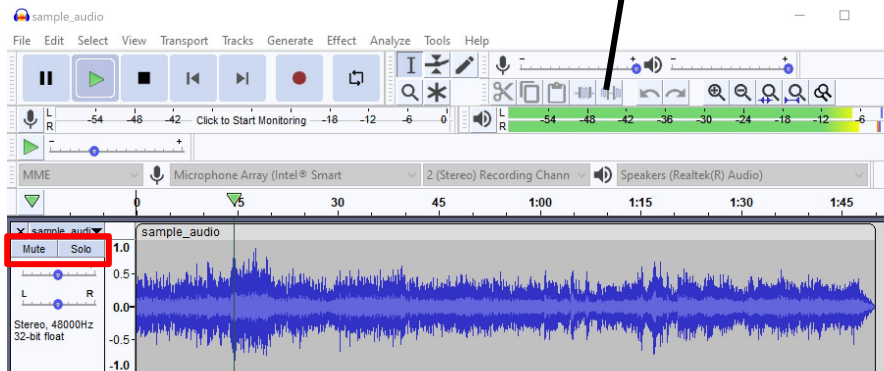 sample_audio
File Edit Select View Transport Tracks Generate Effect Analyze Tools Help
L
R
-54 -48 -42 Click to Start Monitoring -18 -12 -6 0
L
R
-54 -48 -42 -36 -30 -24 -18 -12 -6
MME Microphone Array (Intel® Smart 2 (Stereo) Recording Chann Speakers (Realtek(R) Audio)
0 15 30 45 1:00 1:15 1:30 1:45
sample_audi sample_audio
Mute Solo 1.0
0.5
L R
0.0
Stereo, 48000Hz
32-bit float
-0.5
-1.0